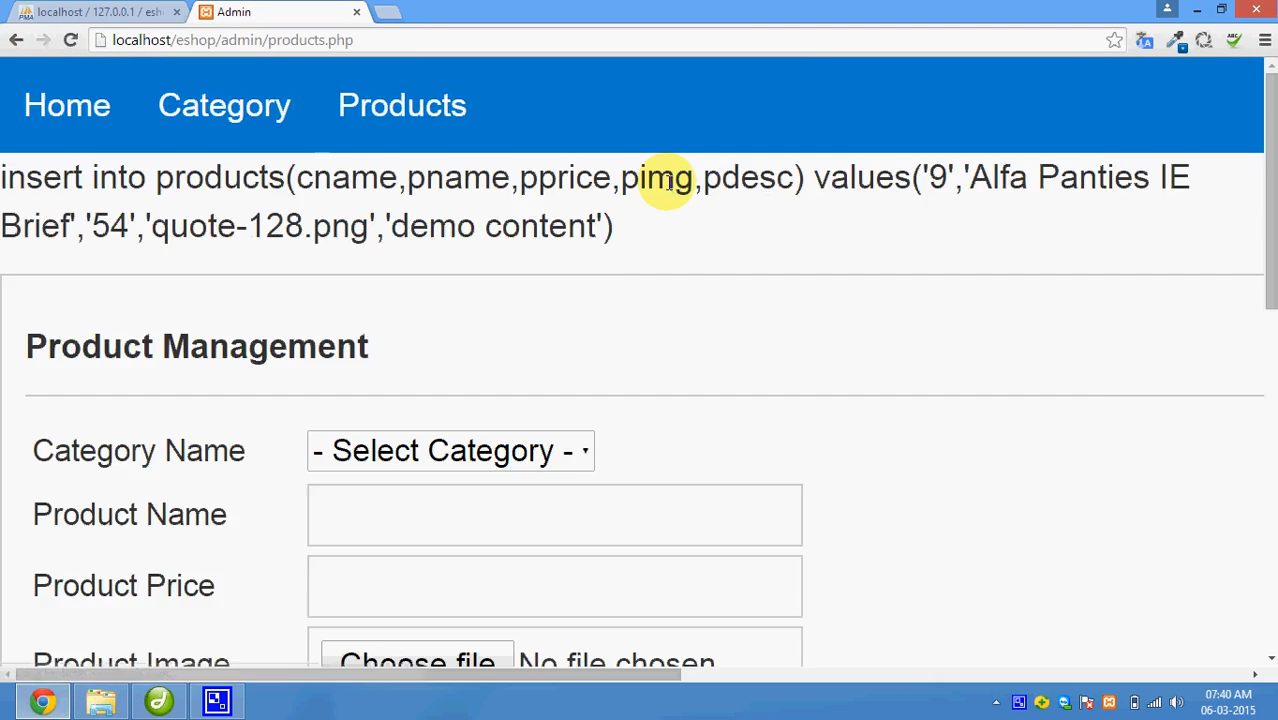 localhost / 127.0.0.1 / esh
Admin
localhost/eshop/admin/products.php
Home Category Products
insert into products(cname,pname,pprice,pimg,pdesc) values('9','Alfa Panties IE
Brief','54','quote-128.png','demo content')
Product Management
Category Name - Select Category -
Product Name
Product Price
Product Image Choose file No file chosen
07:40 AM
06-03-2015